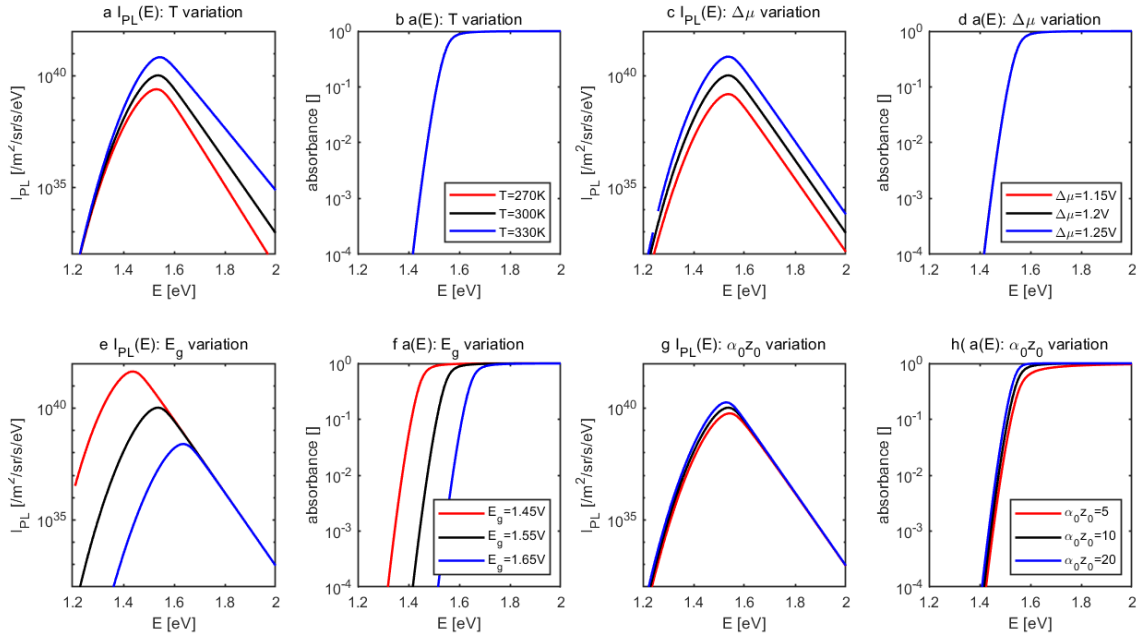 a I_PL(E): T variation
I_PL [/m^2/sr/s/eV]
10^40
10^35
1.2 1.4 1.6 1.8 2
E [eV]
b a(E): T variation
absorbance []
10^0
10^-1
10^-2
10^-3
10^-4
T=270K
T=300K
T=330K
1.2 1.4 1.6 1.8 2
E [eV]
c I_PL(E): Δμ variation
I_PL [/m^2/sr/s/eV]
10^40
10^35
1.2 1.4 1.6 1.8 2
E [eV]
d a(E): Δμ variation
absorbance []
10^0
10^-1
10^-2
10^-3
10^-4
Δμ=1.15V
Δμ=1.2V
Δμ=1.25V
1.2 1.4 1.6 1.8 2
E [eV]
e I_PL(E): E_g variation
I_PL [/m^2/sr/s/eV]
10^40
10^35
1.2 1.4 1.6 1.8 2
E [eV]
f a(E): E_g variation
absorbance []
10^0
10^-1
10^-2
10^-3
10^-4
E_g=1.45V
E_g=1.55V
E_g=1.65V
1.2 1.4 1.6 1.8 2
E [eV]
g I_PL(E): α_0z_0 variation
I_PL [/m^2/sr/s/eV]
10^40
10^35
1.2 1.4 1.6 1.8 2
E [eV]
h( a(E): α_0z_0 variation
absorbance []
10^0
10^-1
10^-2
10^-3
10^-4
α_0z_0=5
α_0z_0=10
α_0z_0=20
1.2 1.4 1.6 1.8 2
E [eV]